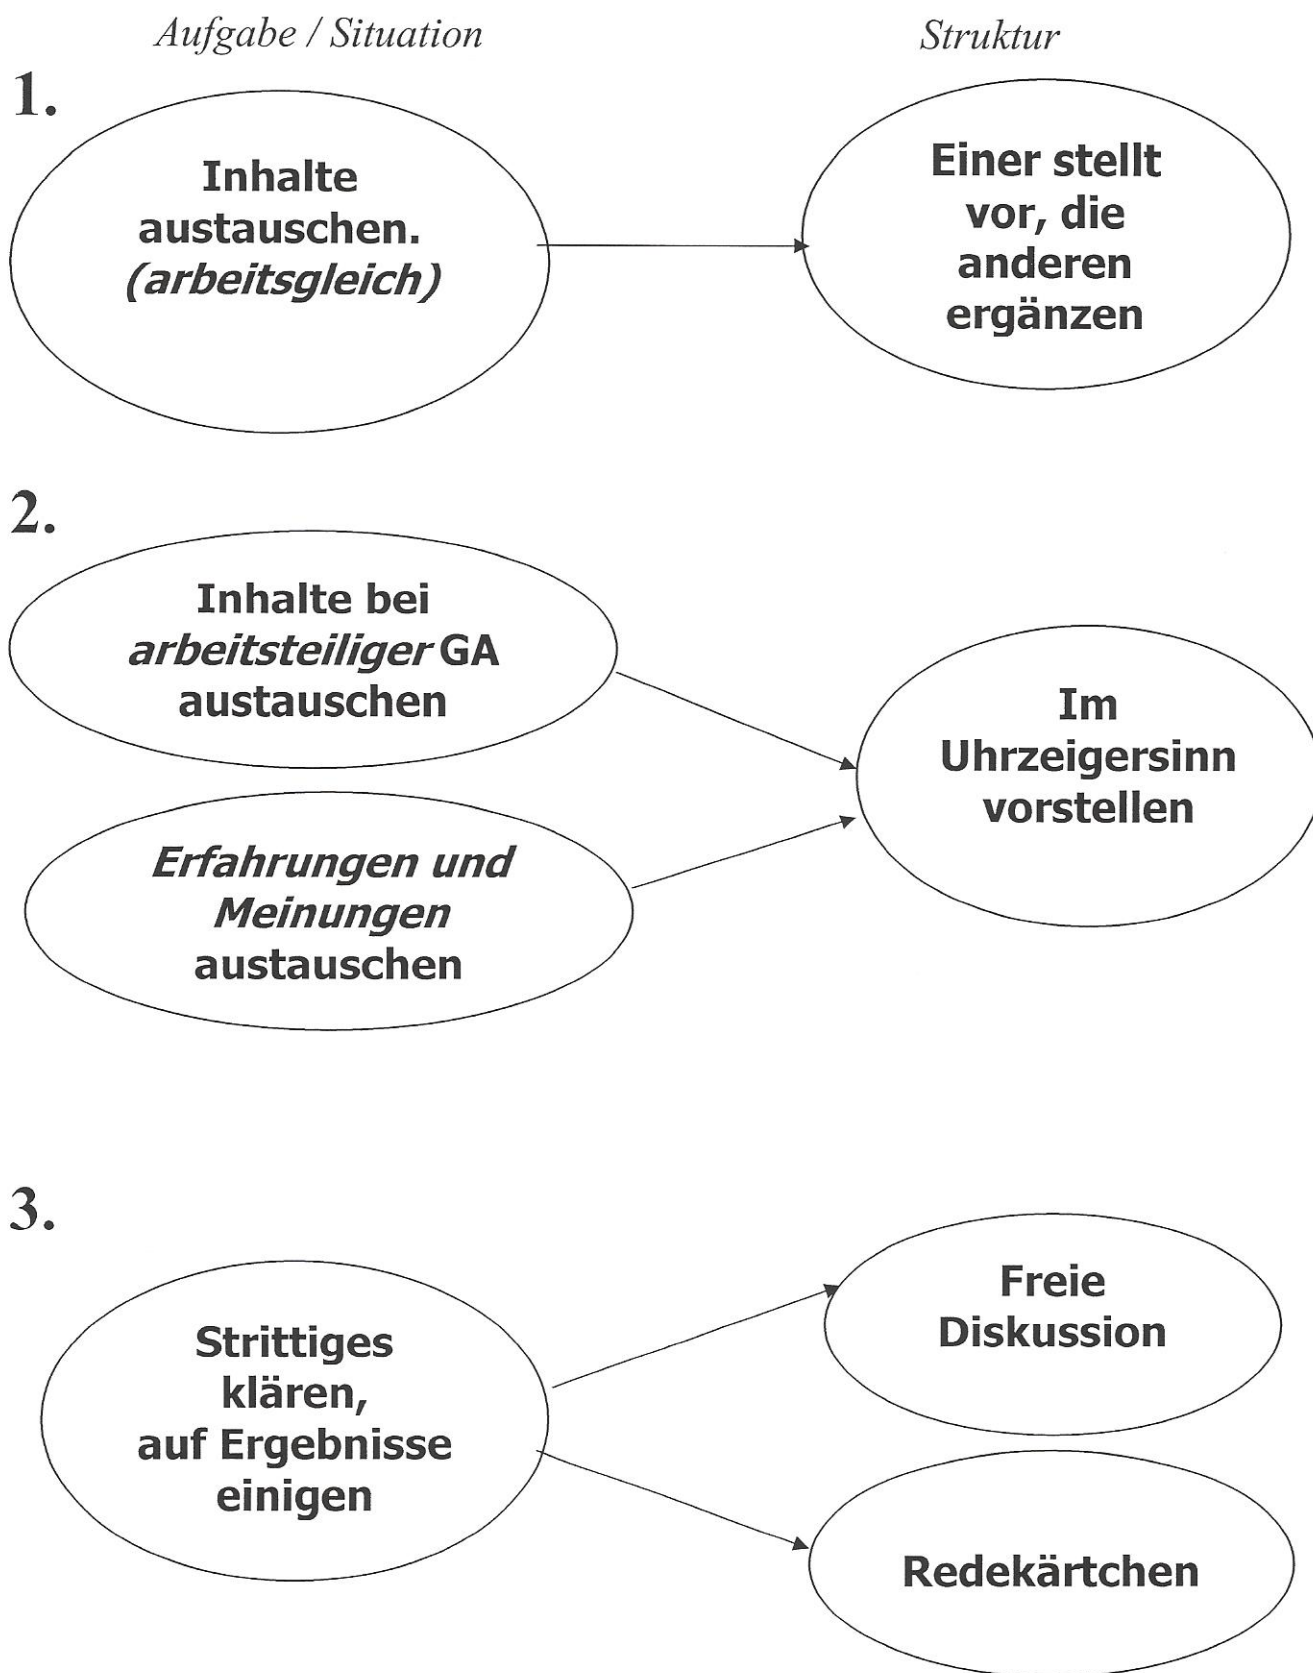 Aufgabe / Situation
Struktur
1.
Inhalte
austauschen.
(arbeitsgleich)
Einer stellt
vor, die
anderen
ergänzen
2.
Inhalte bei
arbeitsteiliger GA
austauschen
Erfahrungen und
Meinungen
austauschen
Im
Uhrzeigersinn
vorstellen
3.
Strittiges
klären,
auf Ergebnisse
einigen
Freie
Diskussion
Redekärtchen